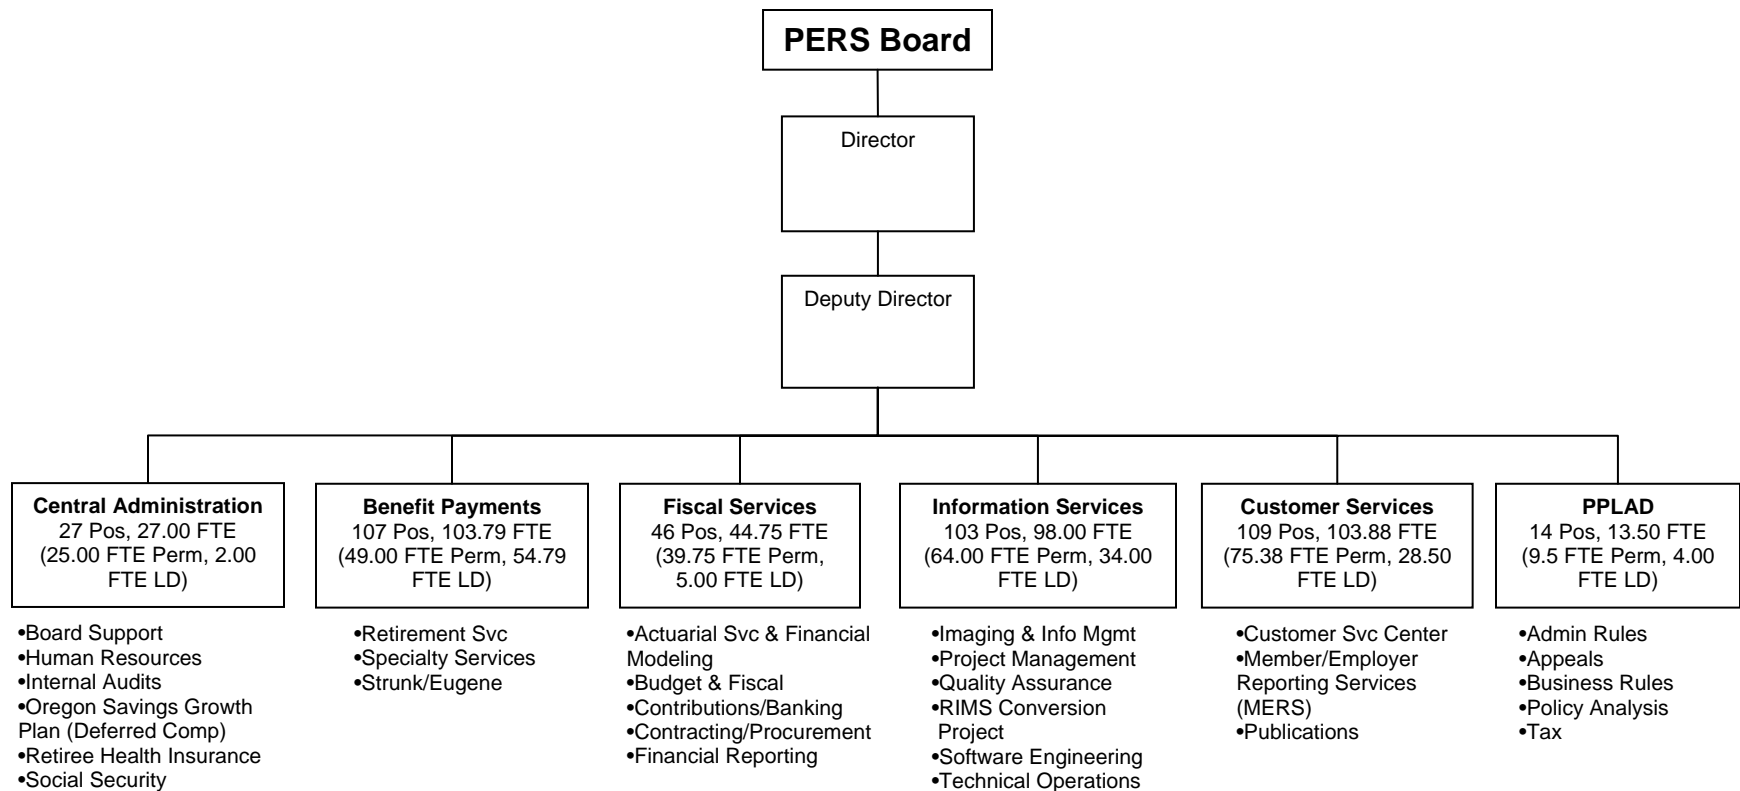 PERS Board
Director
Deputy Director
Central Administration
27 Pos, 27.00 FTE
(25.00 FTE Perm, 2.00
FTE LD)
•Board Support
•Human Resources
•Internal Audits
•Oregon Savings Growth
Plan (Deferred Comp)
•Retiree Health Insurance
•Social Security
Benefit Payments
107 Pos, 103.79 FTE
(49.00 FTE Perm, 54.79
FTE LD)
•Retirement Svc
•Specialty Services
•Strunk/Eugene
Fiscal Services
46 Pos, 44.75 FTE
(39.75 FTE Perm,
5.00 FTE LD)
•Actuarial Svc & Financial
Modeling
•Budget & Fiscal
•Contributions/Banking
•Contracting/Procurement
•Financial Reporting
Information Services
103 Pos, 98.00 FTE
(64.00 FTE Perm, 34.00
FTE LD)
•Imaging & Info Mgmt
•Project Management
•Quality Assurance
•RIMS Conversion
Project
•Software Engineering
•Technical Operations
Customer Services
109 Pos, 103.88 FTE
(75.38 FTE Perm, 28.50
FTE LD)
•Customer Svc Center
•Member/Employer
Reporting Services
(MERS)
•Publications
PPLAD
14 Pos, 13.50 FTE
(9.5 FTE Perm, 4.00
FTE LD)
•Admin Rules
•Appeals
•Business Rules
•Policy Analysis
•Tax